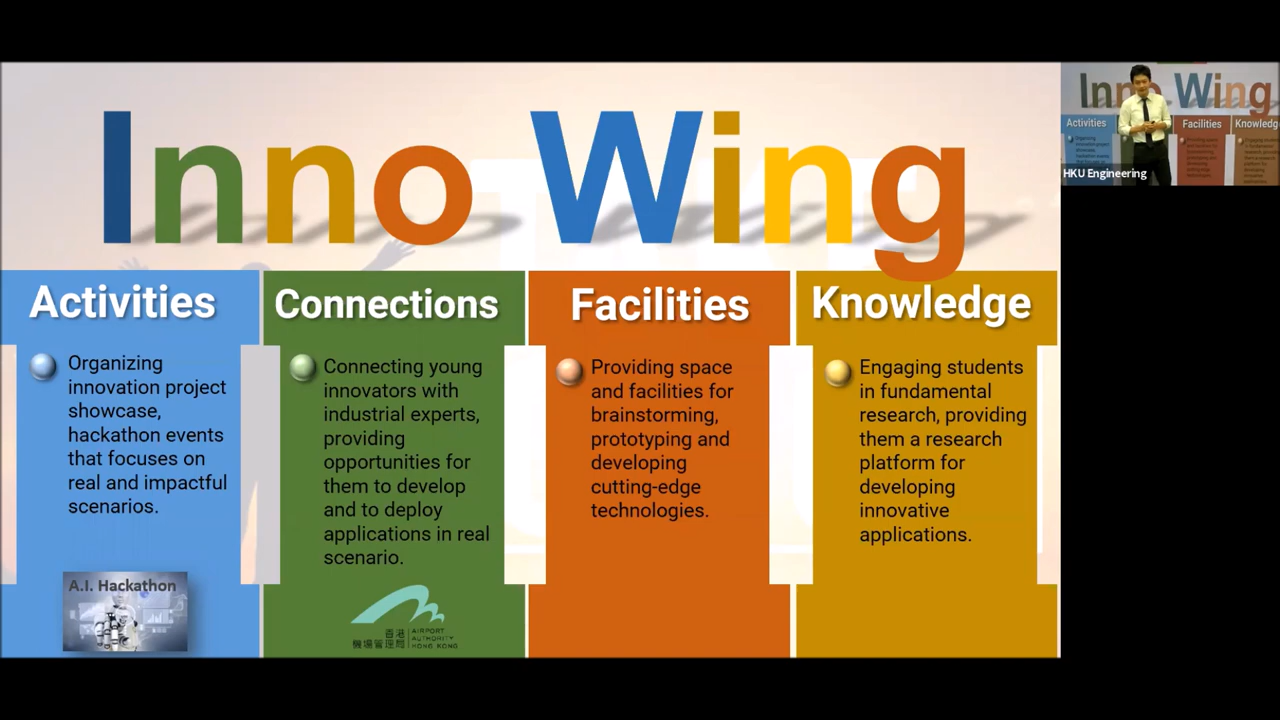 Inno Wing
Activities
Organizing
innovation project
showcase,
hackathon events
that focuses on
real and impactful
scenarios.
A.I. Hackathon
Connections
Connecting young
innovators with
industrial experts,
providing
opportunities for
them to develop
and to deploy
applications in real
scenario.
香港
機場管理局
AIRPORT
AUTHORITY
HONG KONG
Facilities
Providing space
and facilities for
brainstorming,
prototyping and
developing
cutting-edge
technologies.
Knowledge
Engaging students
in fundamental
research, providing
them a research
platform for
developing
innovative
applications.
Inno Wing
Activities
Facilities
Knowledge
HKU Engineering